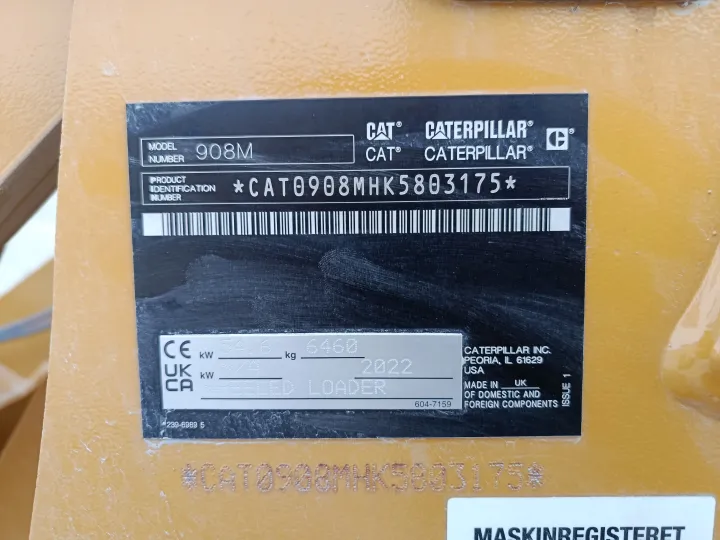 MODEL NUMBER 908M
CAT® CATERPILLAR®
CAT® CATERPILLAR®
PRODUCT IDENTIFICATION NUMBER *CAT0908MHK5803175*
CE kW kg 6460
UKCA kW 2022
LOADER
604-7159
CATERPILLAR INC.
PEORIA, IL 61629
USA
MADE IN UK
OF DOMESTIC AND
FOREIGN COMPONENTS
ISSUE 1
239-6989 5
*CAT0908MHK5803175*
MASKINREGISTERET